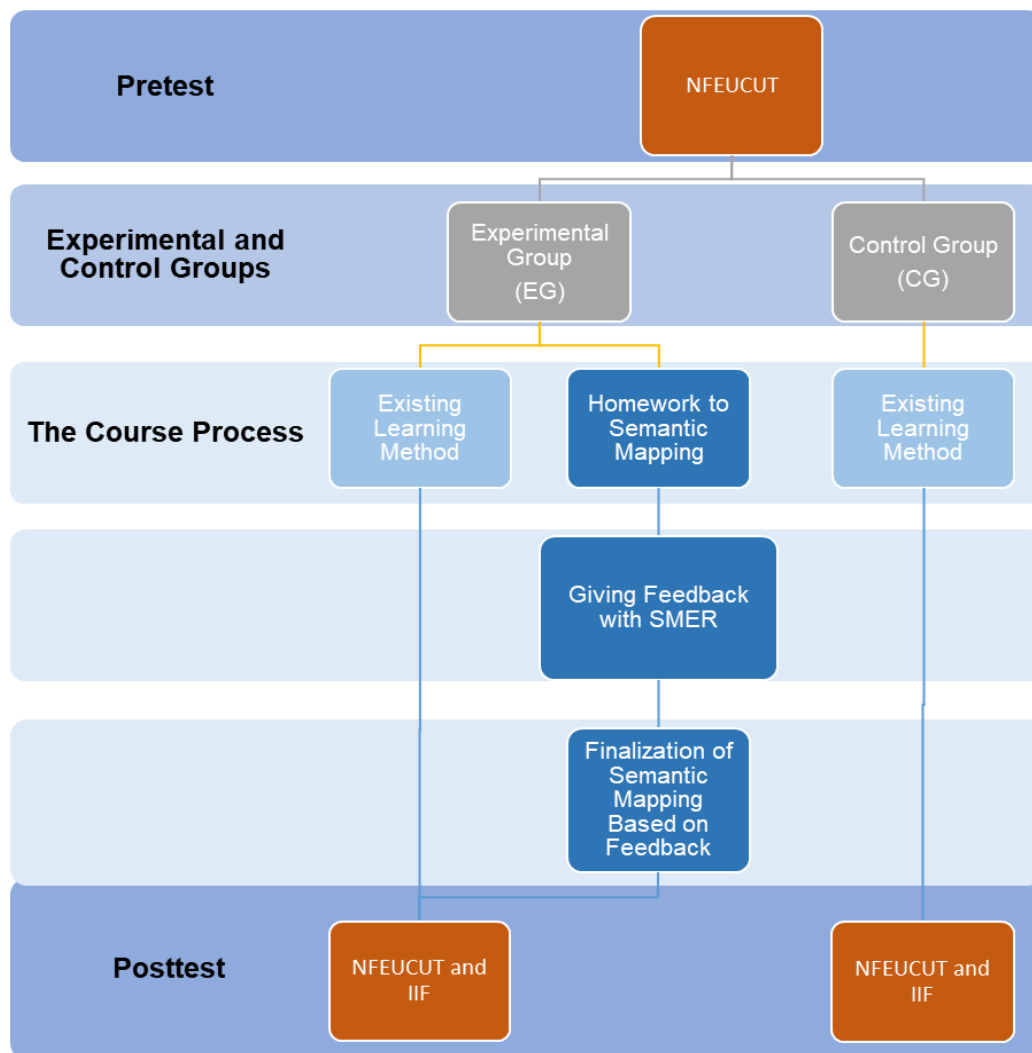 Pretest
NFEUCUT
Experimental and
Control Groups
Experimental
Group
(EG)
Control Group
(CG)
The Course Process
Existing
Learning
Method
Homework to
Semantic
Mapping
Existing
Learning
Method
Giving Feedback
with SMER
Finalization of
Semantic
Mapping
Based on
Feedback
Posttest
NFEUCUT and
IIF
NFEUCUT and
IIF